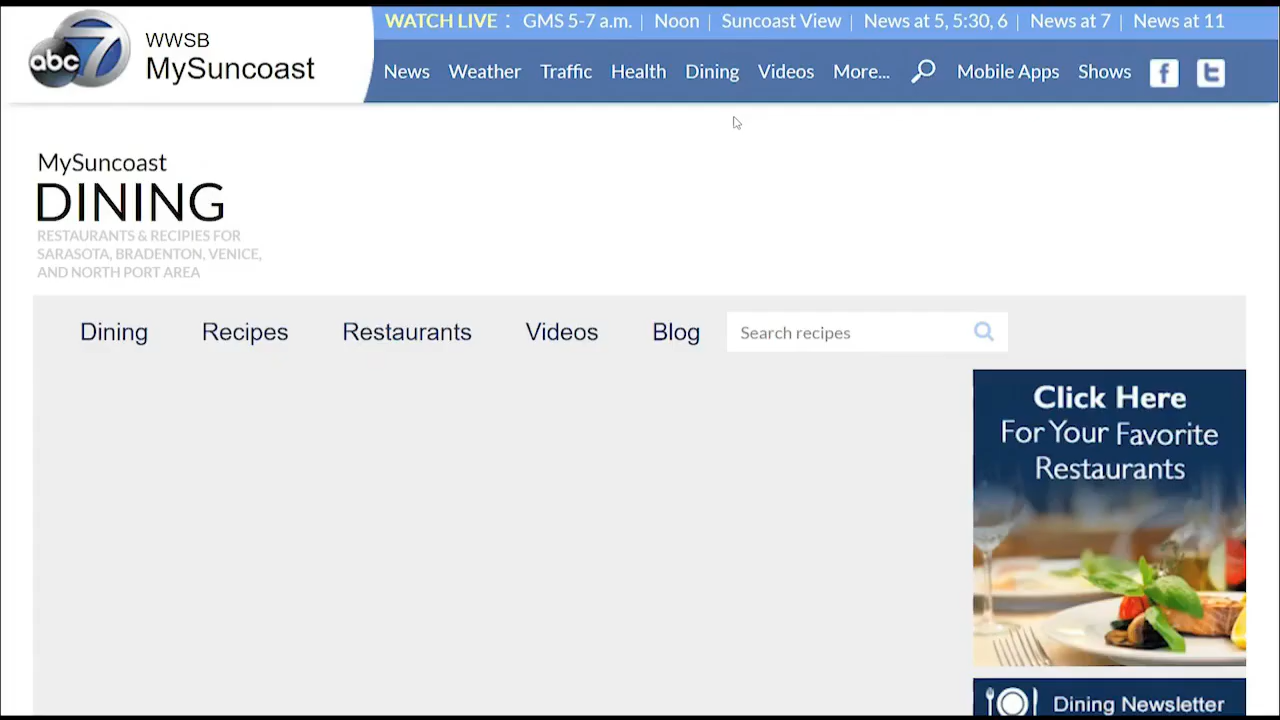 WATCH LIVE : GMS 5-7 a.m. | Noon | Suncoast View | News at 5, 5:30, 6 | News at 7 | News at 11
abc 7
WWSB
MySuncoast
News Weather Traffic Health Dining Videos More... Mobile Apps Shows f t
MySuncoast
DINING
RESTAURANTS & RECIPIES FOR
SARASOTA, BRADENTON, VENICE,
AND NORTH PORT AREA
Dining Recipes Restaurants Videos Blog Search recipes
Click Here
For Your Favorite
Restaurants
Dining Newsletter